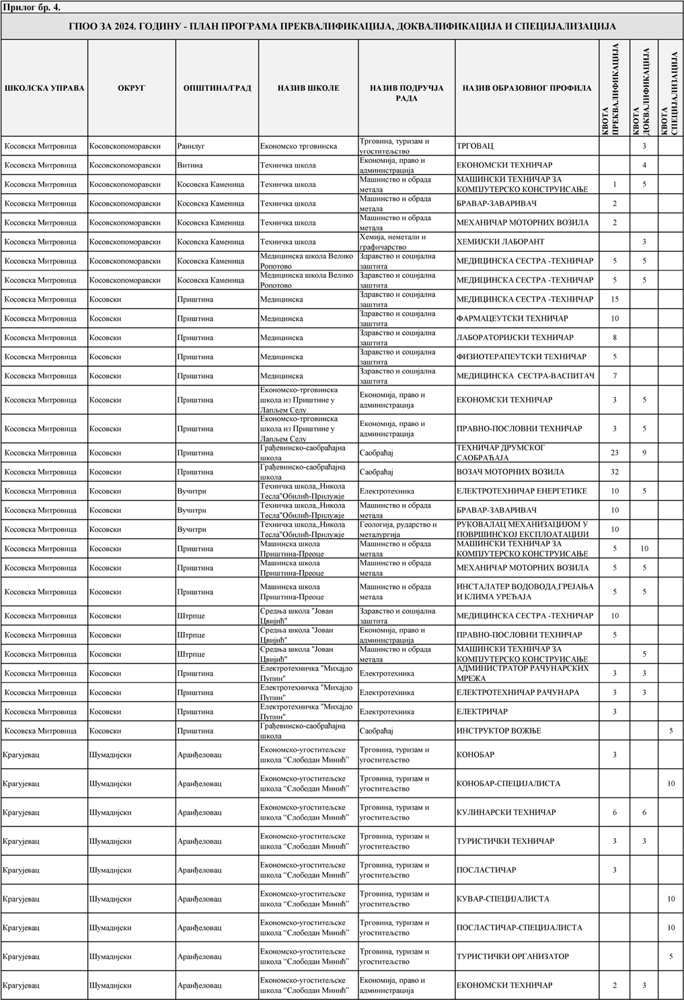 Прилог бр. 4.
ГПОО ЗА 2024. ГОДИНУ - ПЛАН ПРОГРАМА ПРЕКВАЛИФИКАЦИЈА, ДОКВАЛИФИКАЦИЈА И СПЕЦИЈАЛИЗАЦИЈА
ШКОЛСКА УПРАВА ОКРУГ ОПШТИНА/ГРАД НАЗИВ ШКОЛЕ НАЗИВ ПОДРУЧЈА РАДА НАЗИВ ОБРАЗОВНОГ ПРОФИЛА КВОТА ПРЕКВАЛИФИКАЦИЈА КВОТА ДОКВАЛИФИКАЦИЈА КВОТА СПЕЦИЈАЛИЗАЦИЈА
Косовска Митровица Косовскопоморавски Ранилуг Економско трговинска Трговина, туризам и угоститељство ТРГОВАЦ 3
Косовска Митровица Косовскопоморавски Витина Техничка школа Економија, право и администрација ЕКОНОМСКИ ТЕХНИЧАР 4
Косовска Митровица Косовскопоморавски Косовска Каменица Техничка школа Машинство и обрада метала МАШИНСКИ ТЕХНИЧАР ЗА КОМПЈУТЕРСКО КОНСТРУИСАЊЕ 1 5
Косовска Митровица Косовскопоморавски Косовска Каменица Техничка школа Машинство и обрада метала БРАВАР-ЗАВАРИВАЧ 2
Косовска Митровица Косовскопоморавски Косовска Каменица Техничка школа Машинство и обрада метала МЕХАНИЧАР МОТОРНИХ ВОЗИЛА 2
Косовска Митровица Косовскопоморавски Косовска Каменица Техничка школа Хемија, неметали и графичарство ХЕМИЈСКИ ЛАБОРАНТ 3
Косовска Митровица Косовскопоморавски Косовска Каменица Медицинска школа Велико Ропотово Здравство и социјална заштита МЕДИЦИНСКА СЕСТРА -ТЕХНИЧАР 5 5
Косовска Митровица Косовскопоморавски Косовска Каменица Медицинска школа Велико Ропотово Здравство и социјална заштита МЕДИЦИНСКА СЕСТРА -ТЕХНИЧАР 5 5
Косовска Митровица Косовски Приштина Медицинска Здравство и социјална заштита МЕДИЦИНСКА СЕСТРА -ТЕХНИЧАР 15
Косовска Митровица Косовски Приштина Медицинска Здравство и социјална заштита ФАРМАЦЕУТСКИ ТЕХНИЧАР 10
Косовска Митровица Косовски Приштина Медицинска Здравство и социјална заштита ЛАБОРАТОРИЈСКИ ТЕХНИЧАР 8
Косовска Митровица Косовски Приштина Медицинска Здравство и социјална заштита ФИЗИОТЕРАПЕУТСКИ ТЕХНИЧАР 5
Косовска Митровица Косовски Приштина Медицинска Здравство и социјална заштита МЕДИЦИНСКА СЕСТРА-ВАСПИТАЧ 7
Косовска Митровица Косовски Приштина Економско-трговинска школа из Приштине у Лапљем Селу Економија, право и администрација ЕКОНОМСКИ ТЕХНИЧАР 3 5
Косовска Митровица Косовски Приштина Економско-трговинска школа из Приштине у Лапљем Селу Економија, право и администрација ПРАВНО-ПОСЛОВНИ ТЕХНИЧАР 3 5
Косовска Митровица Косовски Приштина Грађевинско-саобраћајна школа Саобраћај ТЕХНИЧАР ДРУМСКОГ САОБРАЋАЈА 23 9
Косовска Митровица Косовски Приштина Грађевинско-саобраћајна школа Саобраћај ВОЗАЧ МОТОРНИХ ВОЗИЛА 32
Косовска Митровица Косовски Вучитрн Техничка школа,,Никола Тесла"Обилић-Прилужје Електротехника ЕЛЕКТРОТЕХНИЧАР ЕНЕРГЕТИКЕ 10 5
Косовска Митровица Косовски Вучитрн Техничка школа,,Никола Тесла"Обилић-Прилужје Машинство и обрада метала БРАВАР-ЗАВАРИВАЧ 10
Косовска Митровица Косовски Вучитрн Техничка школа,,Никола Тесла"Обилић-Прилужје Геологија, рударство и металургија РУКОВАЛАЦ МЕХАНИЗАЦИЈОМ У ПОВРШИНСКОЈ ЕКСПЛОАТАЦИЈИ 10
Косовска Митровица Косовски Приштина Машинска школа Приштина-Преоце Машинство и обрада метала МАШИНСКИ ТЕХНИЧАР ЗА КОМПЈУТЕРСКО КОНСТРУИСАЊЕ 5 10
Косовска Митровица Косовски Приштина Машинска школа Приштина-Преоце Машинство и обрада метала МЕХАНИЧАР МОТОРНИХ ВОЗИЛА 5 5
Косовска Митровица Косовски Приштина Машинска школа Приштина-Преоце Машинство и обрада метала ИНСТАЛАТЕР ВОДОВОДА,ГРЕЈАЊА И КЛИМА УРЕЂАЈА 5 5
Косовска Митровица Косовски Штрпце Средња школа "Јован Цвијић" Здравство и социјална заштита МЕДИЦИНСКА СЕСТРА -ТЕХНИЧАР 10
Косовска Митровица Косовски Штрпце Средња школа "Јован Цвијић" Економија, право и администрација ПРАВНО-ПОСЛОВНИ ТЕХНИЧАР 5
Косовска Митровица Косовски Штрпце Средња школа "Јован Цвијић" Машинство и обрада метала МАШИНСКИ ТЕХНИЧАР ЗА КОМПЈУТЕРСКО КОНСТРУИСАЊЕ 5
Косовска Митровица Косовски Приштина Електротехничка "Михајло Пупин" Електротехника АДМИНИСТРАТОР РАЧУНАРСКИХ МРЕЖА 3 3
Косовска Митровица Косовски Приштина Електротехничка "Михајло Пупин" Електротехника ЕЛЕКТРОТЕХНИЧАР РАЧУНАРА 3 3
Косовска Митровица Косовски Приштина Електротехничка "Михајло Пупин" Електротехника ЕЛЕКТРИЧАР 3
Косовска Митровица Косовски Приштина Грађевинско-саобраћајна школа Саобраћај ИНСТРУКТОР ВОЖЊЕ 5
Крагујевац Шумадијски Аранђеловац Економско-угоститељске школа “Слободан Минић” Трговина, туризам и угоститељство КОНОБАР 3
Крагујевац Шумадијски Аранђеловац Економско-угоститељске школа “Слободан Минић” Трговина, туризам и угоститељство КОНОБАР-СПЕЦИЈАЛИСТА 10
Крагујевац Шумадијски Аранђеловац Економско-угоститељске школа “Слободан Минић” Трговина, туризам и угоститељство КУЛИНАРСКИ ТЕХНИЧАР 6 6
Крагујевац Шумадијски Аранђеловац Економско-угоститељске школа “Слободан Минић” Трговина, туризам и угоститељство ТУРИСТИЧКИ ТЕХНИЧАР 3 3
Крагујевац Шумадијски Аранђеловац Економско-угоститељске школа “Слободан Минић” Трговина, туризам и угоститељство ПОСЛАСТИЧАР 3
Крагујевац Шумадијски Аранђеловац Економско-угоститељске школа “Слободан Минић” Трговина, туризам и угоститељство КУВАР-СПЕЦИЈАЛИСТА 10
Крагујевац Шумадијски Аранђеловац Економско-угоститељске школа “Слободан Минић” Трговина, туризам и угоститељство ПОСЛАСТИЧАР-СПЕЦИЈАЛИСТА 10
Крагујевац Шумадијски Аранђеловац Економско-угоститељске школа “Слободан Минић” Трговина, туризам и угоститељство ТУРИСТИЧКИ ОРГАНИЗАТОР 5
Крагујевац Шумадијски Аранђеловац Економско-угоститељске школа “Слободан Минић” Економија, право и администрација ЕКОНОМСКИ ТЕХНИЧАР 2 3